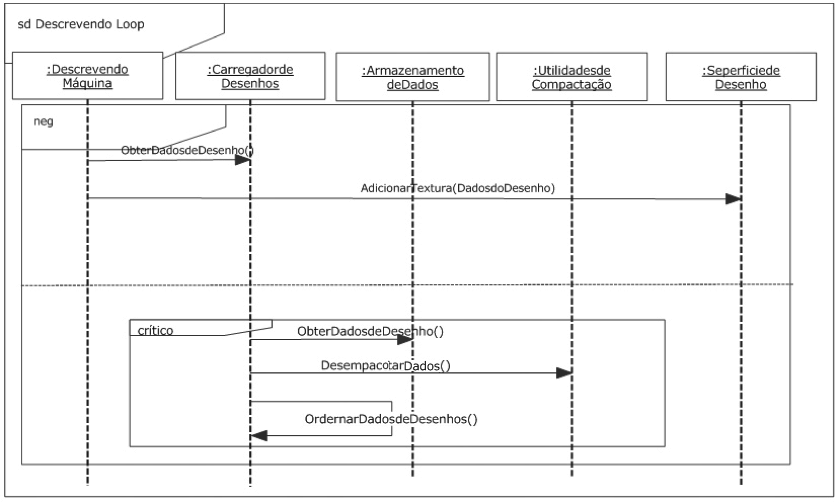 sd Descrevendo Loop
:Descrevendo
Máquina
:Carregadorde
Desenhos
:Armazenamento
deDados
:Utilidadesde
Compactação
:Seperficiede
Desenho
neg
ObterDadosdeDesenho()
AdicionarTextura(DadosdoDesenho)
crítico
ObterDadosdeDesenho()
DesempacotarDados()
OrdernarDadosdeDesenhos()